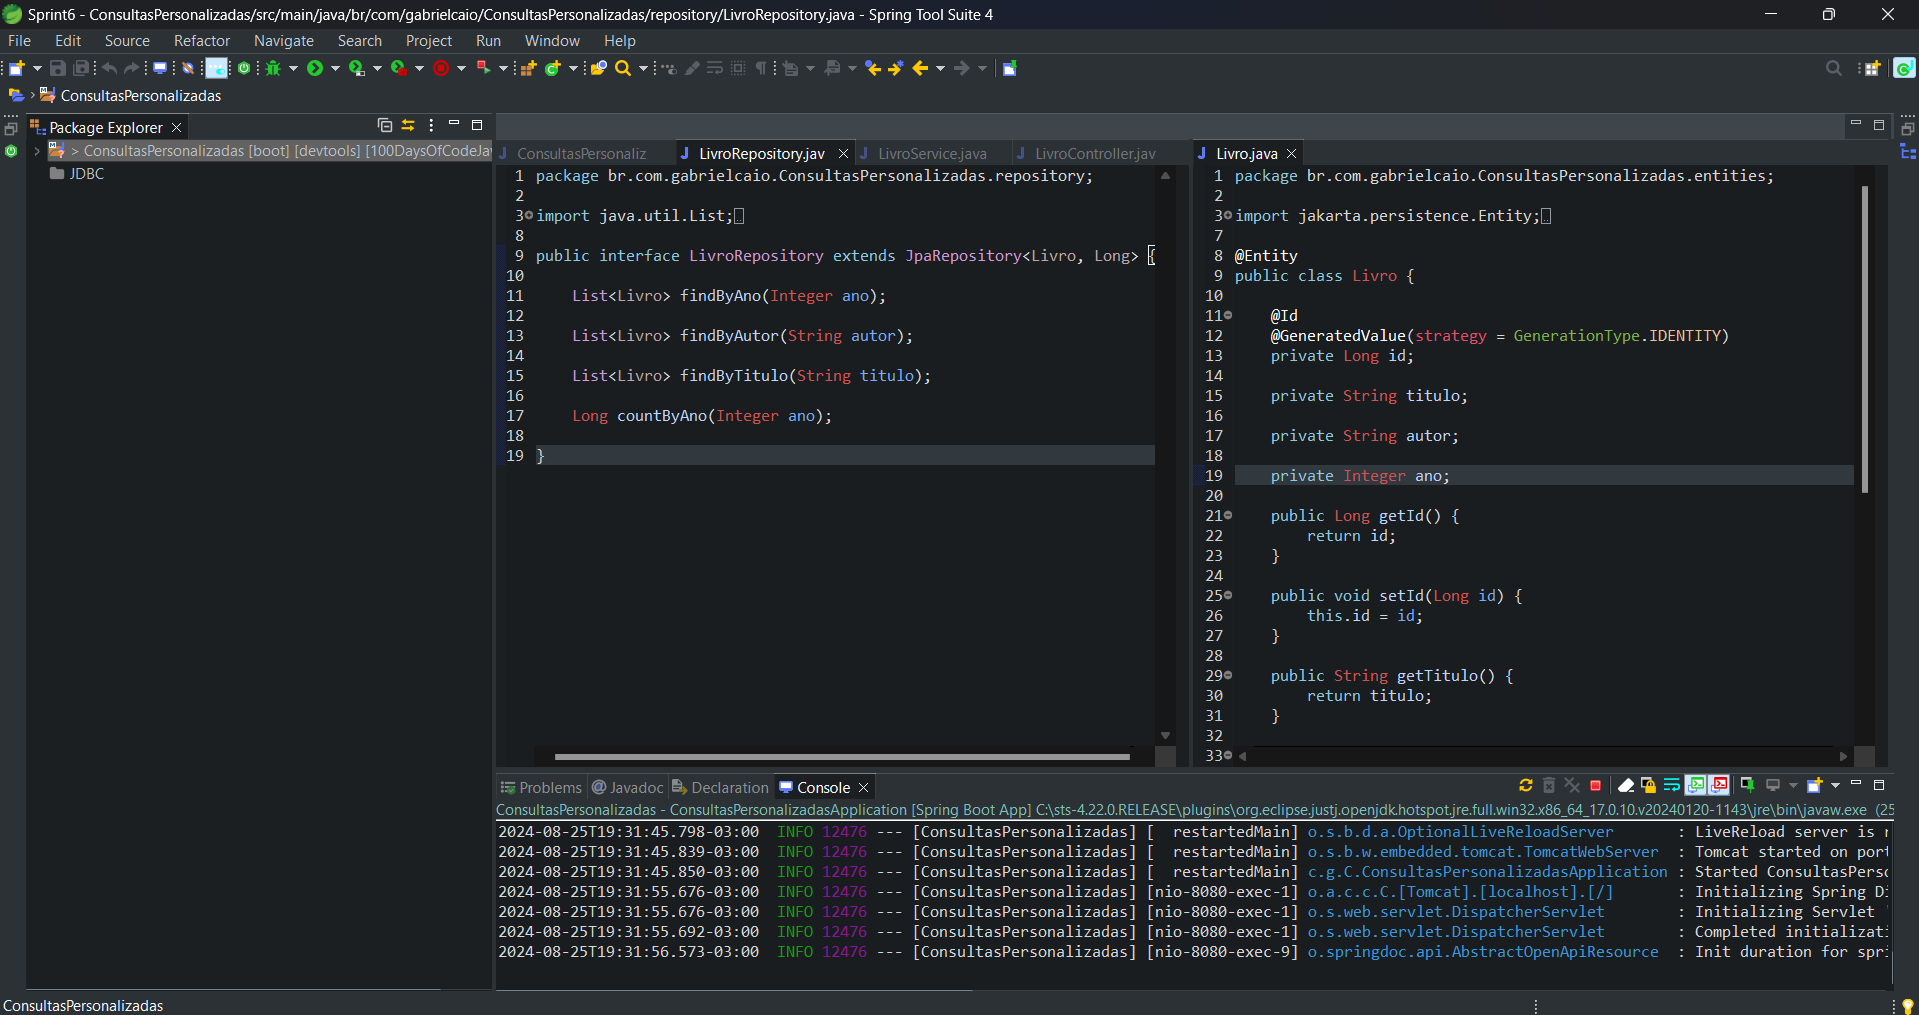 Sprint6 - ConsultasPersonalizadas/src/main/java/br/com/gabrielcaio/ConsultasPersonalizadas/repository/LivroRepository.java - Spring Tool Suite 4
File Edit Source Refactor Navigate Search Project Run Window Help
ConsultasPersonalizadas
Package Explorer
> ConsultasPersonalizadas [boot] [devtools] [100DaysOfCodeJa
JDBC
ConsultasPersonaliz LivroRepository.jav LivroService.java LivroController.jav
1 package br.com.gabrielcaio.ConsultasPersonalizadas.repository;
2
3 import java.util.List;
8
9 public interface LivroRepository extends JpaRepository<Livro, Long> {
10
11 List<Livro> findByAno(Integer ano);
12
13 List<Livro> findByAutor(String autor);
14
15 List<Livro> findByTitulo(String titulo);
16
17 Long countByAno(Integer ano);
18
19 }
Livro.java
1 package br.com.gabrielcaio.ConsultasPersonalizadas.entities;
2
3 import jakarta.persistence.Entity;
7
8 @Entity
9 public class Livro {
10
11 @Id
12 @GeneratedValue(strategy = GenerationType.IDENTITY)
13 private Long id;
14
15 private String titulo;
16
17 private String autor;
18
19 private Integer ano;
20
21 public Long getId() {
22 return id;
23 }
24
25 public void setId(Long id) {
26 this.id = id;
27 }
28
29 public String getTitulo() {
30 return titulo;
31 }
32
33
Problems Javadoc Declaration Console
ConsultasPersonalizadas - ConsultasPersonalizadasApplication [Spring Boot App] C:\sts-4.22.0.RELEASE\plugins\org.eclipse.justj.openjdk.hotspot.jre.full.win32.x86_64_17.0.10.v20240120-1143\jre\bin\javaw.exe (25
2024-08-25T19:31:45.798-03:00 INFO 12476 --- [ConsultasPersonalizadas] [ restartedMain] o.s.b.d.a.OptionalLiveReloadServer : LiveReload server is r
2024-08-25T19:31:45.839-03:00 INFO 12476 --- [ConsultasPersonalizadas] [ restartedMain] o.s.b.w.embedded.tomcat.TomcatWebServer : Tomcat started on port
2024-08-25T19:31:45.850-03:00 INFO 12476 --- [ConsultasPersonalizadas] [ restartedMain] c.g.C.ConsultasPersonalizadasApplication : Started ConsultasPerso
2024-08-25T19:31:55.676-03:00 INFO 12476 --- [ConsultasPersonalizadas] [nio-8080-exec-1] o.a.c.c.C.[Tomcat].[localhost].[/] : Initializing Spring Di
2024-08-25T19:31:55.676-03:00 INFO 12476 --- [ConsultasPersonalizadas] [nio-8080-exec-1] o.s.web.servlet.DispatcherServlet : Initializing Servlet '
2024-08-25T19:31:55.692-03:00 INFO 12476 --- [ConsultasPersonalizadas] [nio-8080-exec-1] o.s.web.servlet.DispatcherServlet : Completed initializati
2024-08-25T19:31:56.573-03:00 INFO 12476 --- [ConsultasPersonalizadas] [nio-8080-exec-9] o.springdoc.api.AbstractOpenApiResource : Init duration for spri
ConsultasPersonalizadas